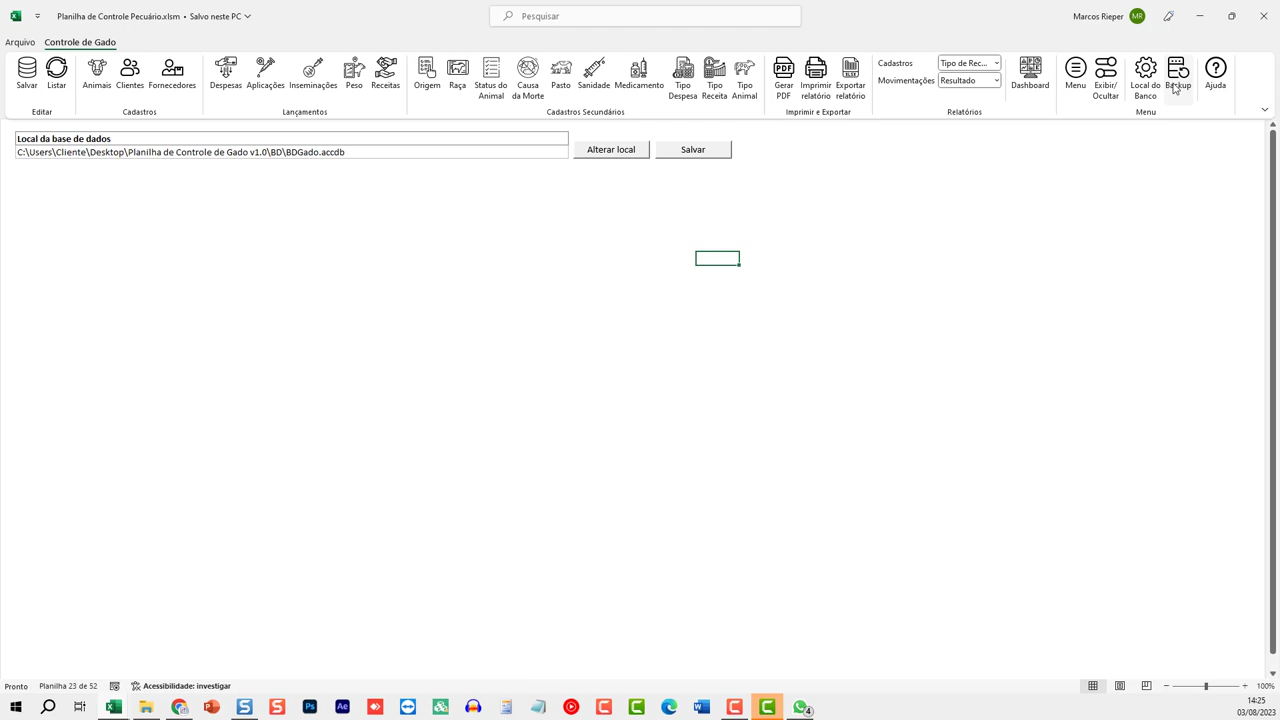 Planilha de Controle Pecuário.xlsm • Salvo neste PC
Pesquisar
Marcos Rieper MR
Arquivo Controle de Gado
Salvar Listar Animais Clientes Fornecedores Despesas Aplicações Inseminações Peso Receitas Origem Raça Status do Animal Causa da Morte Pasto Sanidade Medicamento Tipo Despesa Tipo Receita Tipo Animal Gerar PDF Imprimir relatório Exportar relatório
Cadastros Tipo de Rec...
Movimentações Resultado
Dashboard Menu Exibir/ Ocultar Local do Banco Backup Ajuda
Editar Cadastros Lançamentos Cadastros Secundários Imprimir e Exportar Relatórios Menu
Local da base de dados
C:\Users\Cliente\Desktop\Planilha de Controle de Gado v1.0\BD\BDGado.accdb
Alterar local Salvar
Pronto Planilha 23 de 52 Acessibilidade: investigar 100%
14:25
03/08/2023